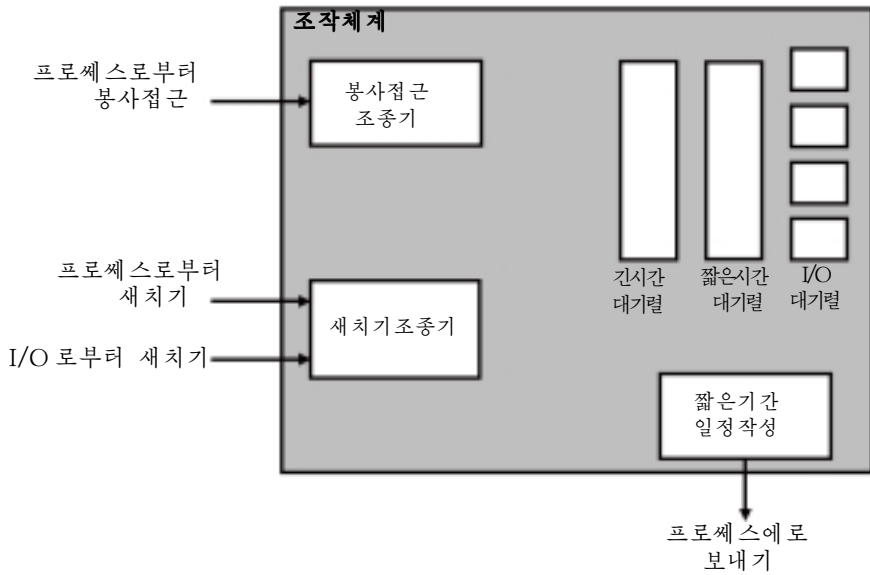 조작체계
프로쎄스로부터
봉사접근
봉사접근
조종기
프로쎄스로부터
새치기
I/O 로부터 새치기
새치기조종기
긴시간
대기렬
짧은시간
대기렬
I/O
대기렬
짧은기간
일정작성
프로쎄스에로
보내기